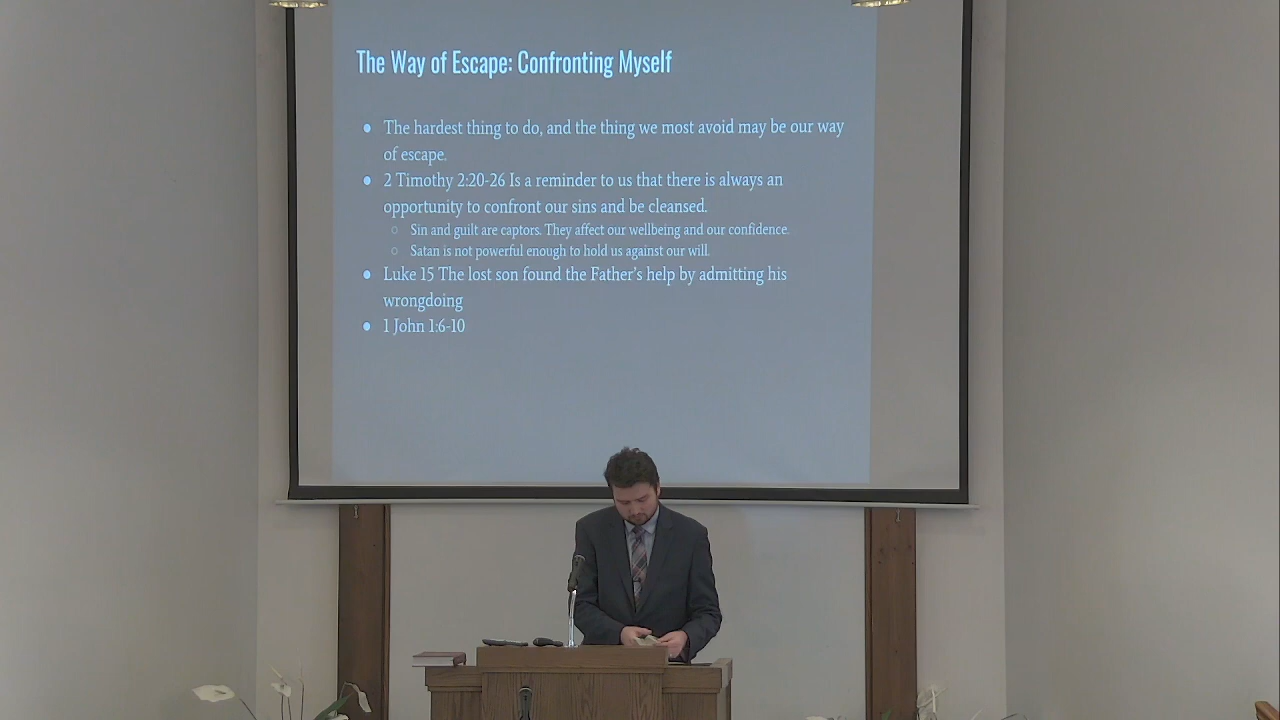 The Way of Escape: Confronting Myself
● The hardest thing to do, and the thing we most avoid may be our way
of escape.
● 2 Timothy 2:20-26 Is a reminder to us that there is always an
opportunity to confront our sins and be cleansed.
○ Sin and guilt are captors. They affect our wellbeing and our confidence.
○ Satan is not powerful enough to hold us against our will.
● Luke 15 The lost son found the Father's help by admitting his
wrongdoing
● 1 John 1:6-10